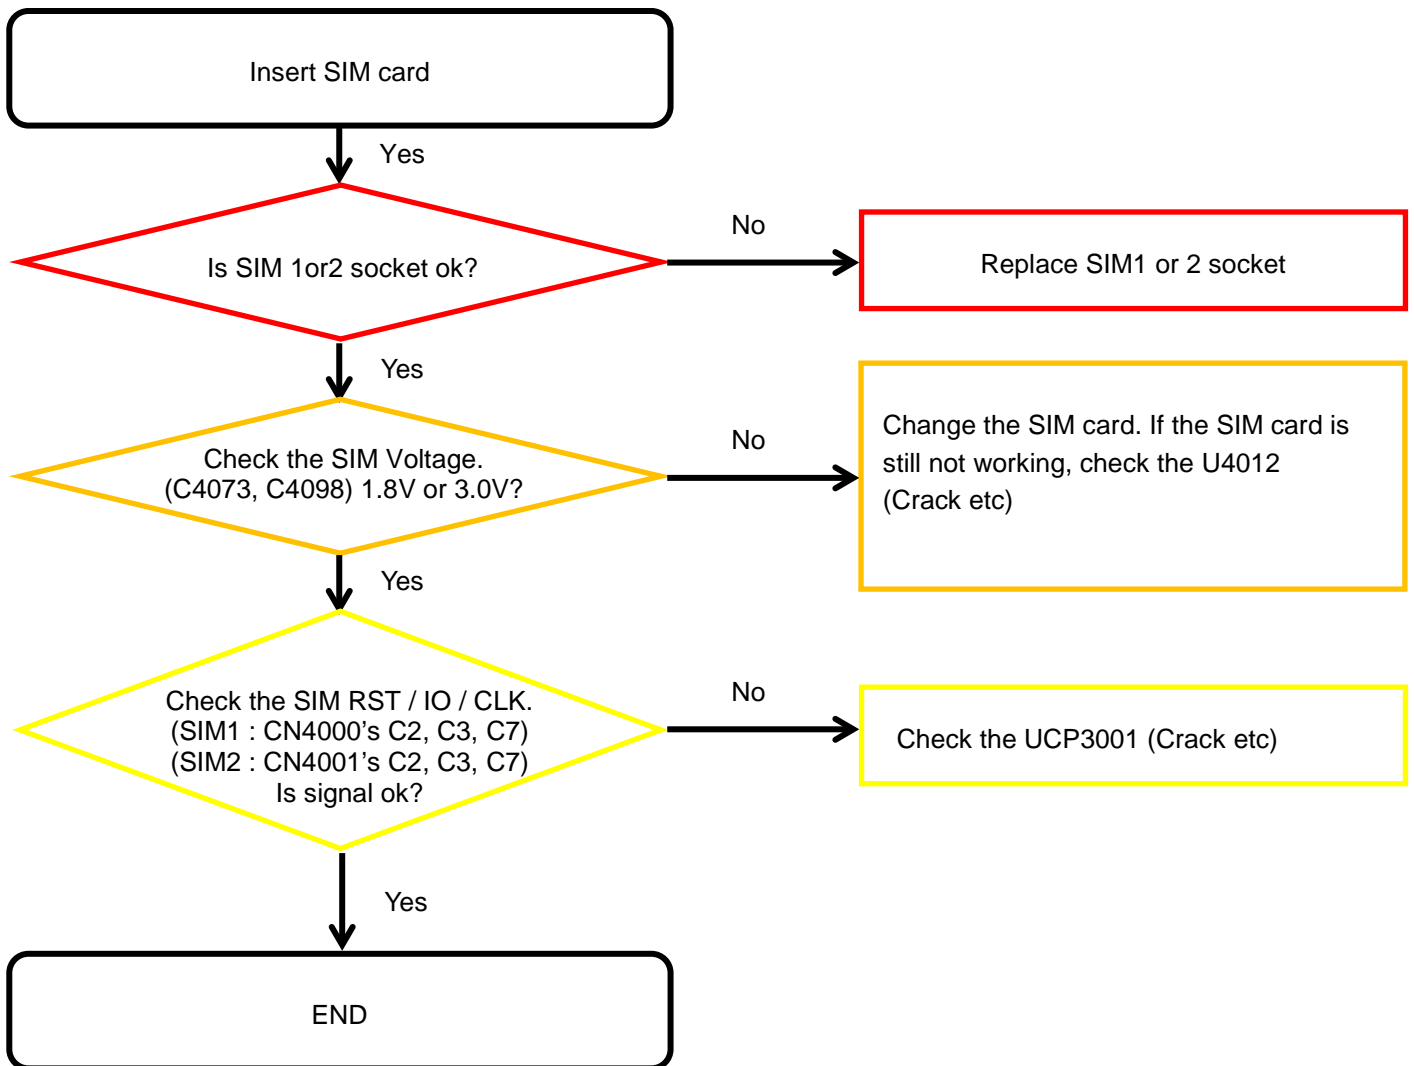 Insert SIM card
Yes
Is SIM 1or2 socket ok?
No
Replace SIM1 or 2 socket
Yes
Check the SIM Voltage.
(C4073, C4098) 1.8V or 3.0V?
No
Change the SIM card. If the SIM card is
still not working, check the U4012
(Crack etc)
Yes
Check the SIM RST / IO / CLK.
(SIM1 : CN4000’s C2, C3, C7)
(SIM2 : CN4001’s C2, C3, C7)
Is signal ok?
No
Check the UCP3001 (Crack etc)
Yes
END